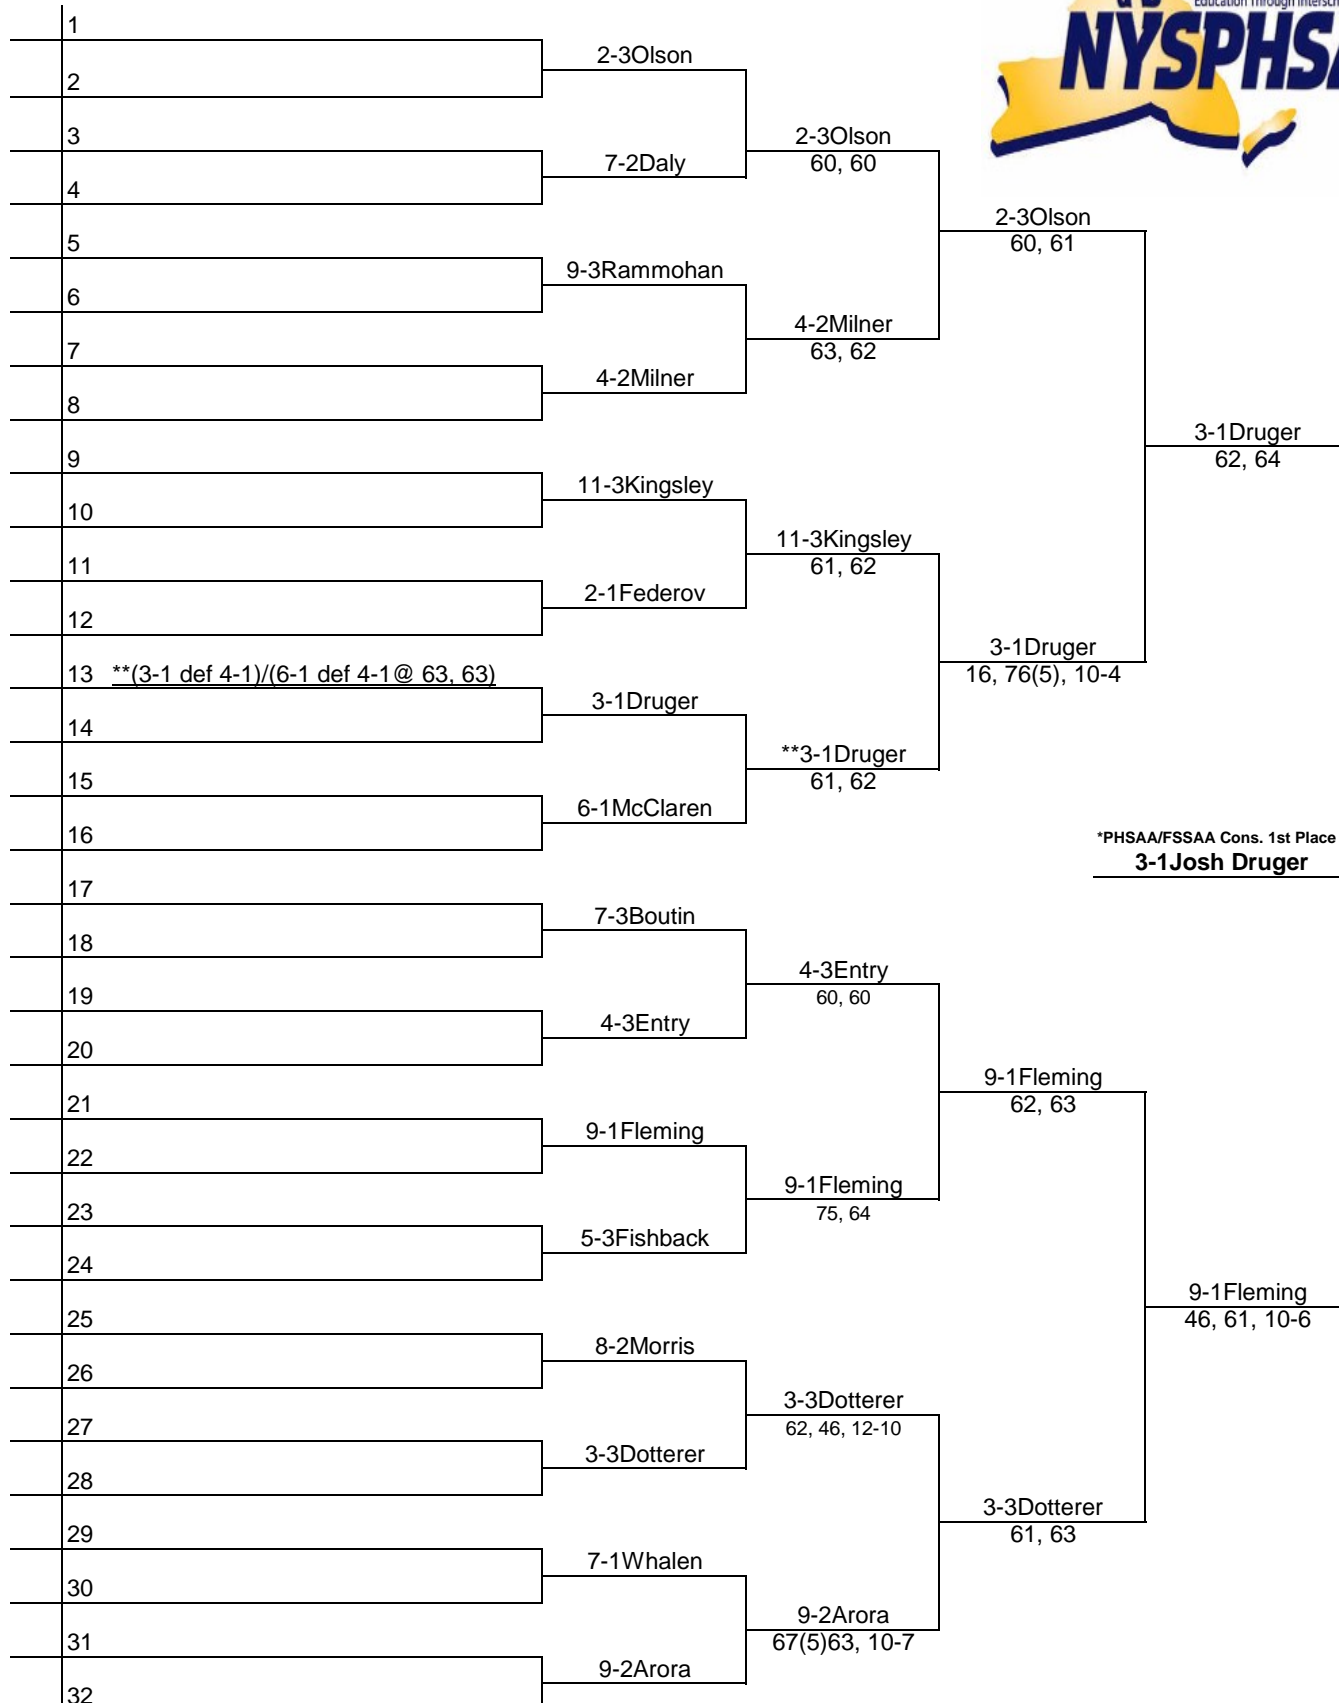 Education Through Intersch
NYSPHSA
1
2-3Olson
2
3
2-3Olson
7-2Daly
60, 60
4
2-3Olson
5
60, 61
9-3Rammohan
6
4-2Milner
7
63, 62
4-2Milner
8
3-1Druger
9
62, 64
11-3Kingsley
10
11-3Kingsley
11
61, 62
2-1Federov
12
3-1Druger
13 **(3-1 def 4-1)/(6-1 def 4-1@ 63, 63)
16, 76(5), 10-4
3-1Druger
14
**3-1Druger
15
61, 62
6-1McClaren
16
*PHSAA/FSSAA Cons. 1st Place
3-1Josh Druger
17
7-3Boutin
18
4-3Entry
19
60, 60
4-3Entry
20
9-1Fleming
21
62, 63
9-1Fleming
22
9-1Fleming
23
75, 64
5-3Fishback
24
9-1Fleming
25
46, 61, 10-6
8-2Morris
26
3-3Dotterer
27
62, 46, 12-10
3-3Dotterer
28
3-3Dotterer
29
61, 63
7-1Whalen
30
9-2Arora
31
67(5)63, 10-7
9-2Arora
32